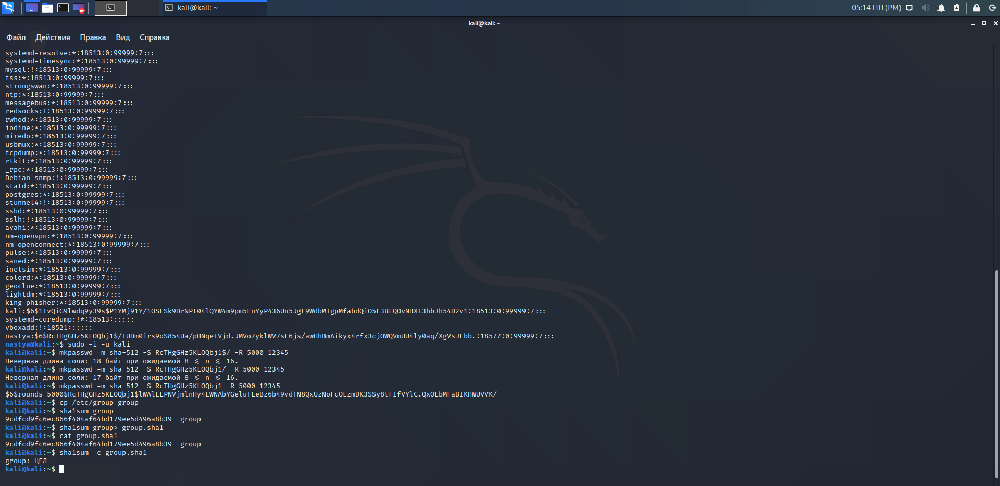 kali@kali: ~
05:14 ПП (PM)
kali@kali: ~
Файл Действия Правка Вид Справка
systemd-resolve:*:18513:0:99999:7:::
systemd-timesync:*:18513:0:99999:7:::
mysql:!:18513:0:99999:7:::
tss:*:18513:0:99999:7:::
strongswan:*:18513:0:99999:7:::
ntp:*:18513:0:99999:7:::
messagebus:*:18513:0:99999:7:::
redsocks:!:18513:0:99999:7:::
rwhod:*:18513:0:99999:7:::
iodine:*:18513:0:99999:7:::
miredo:*:18513:0:99999:7:::
usbmux:*:18513:0:99999:7:::
tcpdump:*:18513:0:99999:7:::
rtkit:*:18513:0:99999:7:::
_rpc:*:18513:0:99999:7:::
Debian-snmp:!:18513:0:99999:7:::
statd:*:18513:0:99999:7:::
postgres:*:18513:0:99999:7:::
stunnel4:!:18513:0:99999:7:::
sshd:*:18513:0:99999:7:::
sslh:!:18513:0:99999:7:::
avahi:*:18513:0:99999:7:::
nm-openvpn:*:18513:0:99999:7:::
nm-openconnect:*:18513:0:99999:7:::
pulse:*:18513:0:99999:7:::
saned:*:18513:0:99999:7:::
inetsim:*:18513:0:99999:7:::
colord:*:18513:0:99999:7:::
geoclue:*:18513:0:99999:7:::
lightdm:*:18513:0:99999:7:::
king-phisher:*:18513:0:99999:7:::
kali:$6$1IvQiG9lwdq9y39s$P1YMj91Y/1OSLSk9DrNPt04lQYW4m9pm5EnYyP436Un5JgE9WdbMTgpMfabdQiO5F3BFQOvNHXI3hbJh54D2v1:18513:0:99999:7:::
systemd-coredump:!*:18513::::::
vboxadd:!:18521::::::
nastya:$6$RcTHgGHz5KLOQbj1$/TUDm0irs9oS854Ua/pHNqeIVjd.JMVo7yklWV7sL6js/awHhBmAikyx4rfx3cjOWQVmUU4ly0aq/XgVsJFbb.:18577:0:99999:7:::
nastya@kali:~$ sudo -i -u kali
kali@kali:~$ mkpasswd -m sha-512 -S RcTHgGHz5KLOQbj1$/ -R 5000 12345
Неверная длина соли: 18 байт при ожидаемой 8 <= n <= 16.
kali@kali:~$ mkpasswd -m sha-512 -S RcTHgGHz5KLOQbj1/ -R 5000 12345
Неверная длина соли: 17 байт при ожидаемой 8 <= n <= 16.
kali@kali:~$ mkpasswd -m sha-512 -S RcTHgGHz5KLOQbj1 -R 5000 12345
$6$rounds=5000$RcTHgGHz5KLOQbj1$lWAlELPNVjmlnHy4EWNAbYGeluTLeBz6b49vdTN8QxUzNoFcOEzmDK3SSy8tFIfVYlC.QxOLbMFaBIKHWUVVK/
kali@kali:~$ cp /etc/group group
kali@kali:~$ sha1sum group
9cdfcd9fc6ec866f404af64bd179ee5d496a8b39  group
kali@kali:~$ sha1sum group> group.sha1
kali@kali:~$ cat group.sha1
9cdfcd9fc6ec866f404af64bd179ee5d496a8b39  group
kali@kali:~$ sha1sum -c group.sha1
group: ЦЕЛ
kali@kali:~$